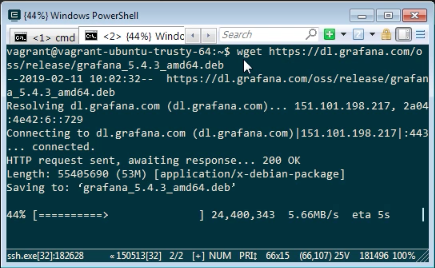 {44%} Windows PowerShell
<1> cmd
<2> {44%} Windows
Search
vagrant@vagrant-ubuntu-trusty-64:~$ wget https://dl.grafana.com/o
ss/release/grafana_5.4.3_amd64.deb
--2019-02-11 10:02:32--  https://dl.grafana.com/oss/release/grafan
a_5.4.3_amd64.deb
Resolving dl.grafana.com (dl.grafana.com)... 151.101.198.217, 2a04
:4e42:6::729
Connecting to dl.grafana.com (dl.grafana.com)|151.101.198.217|:443
... connected.
HTTP request sent, awaiting response... 200 OK
Length: 55405690 (53M) [application/x-debian-package]
Saving to: ‘grafana_5.4.3_amd64.deb’
44% [==========>              ] 24,400,343  5.66MB/s  eta 5s
ssh.exe[32]:182628 «150513[32] 2/2 [+] NUM PRI↕ 66x15 (66,107) 25V 181496 100%